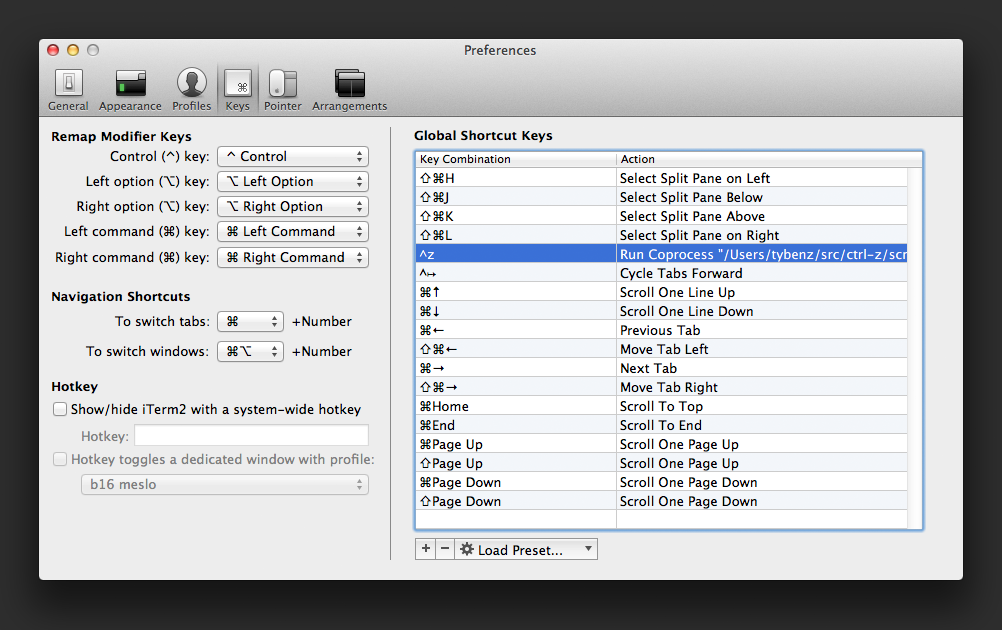 Preferences
General Appearance Profiles Keys Pointer Arrangements
Remap Modifier Keys
Control (^) key: ^ Control
Left option (⌥) key: ⌥ Left Option
Right option (⌥) key: ⌥ Right Option
Left command (⌘) key: ⌘ Left Command
Right command (⌘) key: ⌘ Right Command
Navigation Shortcuts
To switch tabs: ⌘ +Number
To switch windows: ⌘⌥ +Number
Hotkey
Show/hide iTerm2 with a system-wide hotkey
Hotkey:
Hotkey toggles a dedicated window with profile:
b16 meslo
Global Shortcut Keys
Key Combination Action
⇧⌘H Select Split Pane on Left
⇧⌘J Select Split Pane Below
⇧⌘K Select Split Pane Above
⇧⌘L Select Split Pane on Right
^z Run Coprocess "/Users/tybenz/src/ctrl-z/scr
^↦ Cycle Tabs Forward
⌘↑ Scroll One Line Up
⌘↓ Scroll One Line Down
⌘← Previous Tab
⇧⌘← Move Tab Left
⌘→ Next Tab
⇧⌘→ Move Tab Right
⌘Home Scroll To Top
⌘End Scroll To End
⌘Page Up Scroll One Page Up
⇧Page Up Scroll One Page Up
⌘Page Down Scroll One Page Down
⇧Page Down Scroll One Page Down
+ − Load Preset...